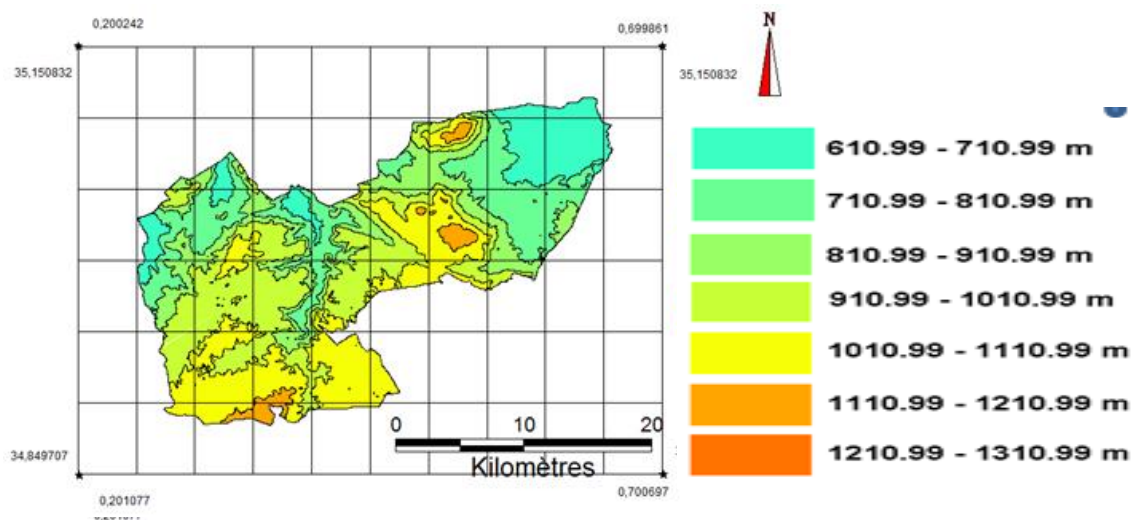 0,200242
0,699861
N
35,150832
35,150832
610.99 - 710.99 m
710.99 - 810.99 m
810.99 - 910.99 m
910.99 - 1010.99 m
1010.99 - 1110.99 m
1110.99 - 1210.99 m
1210.99 - 1310.99 m
0 10 20
Kilomètres
34,849707
0,201077
0,700697